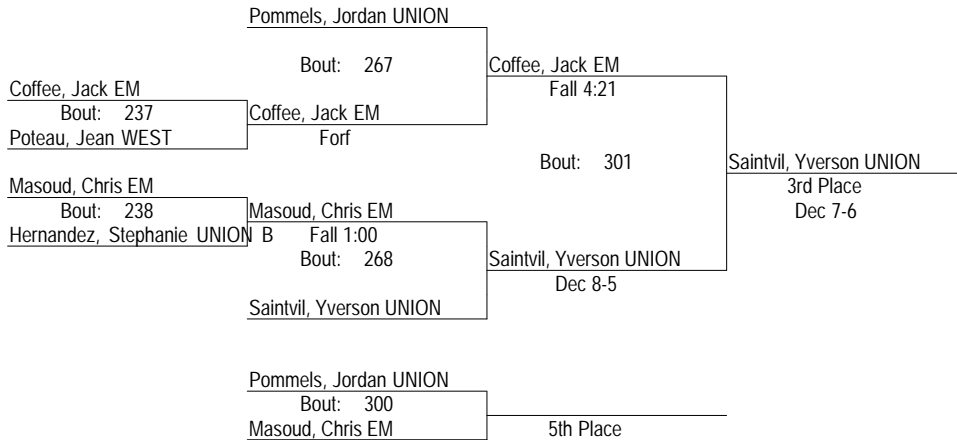 Pommels, Jordan UNION
Bout: 267
Coffee, Jack EM
Fall 4:21
Coffee, Jack EM
Bout: 237
Coffee, Jack EM
Poteau, Jean WEST
Forf
Bout: 301
Saintvil, Yverson UNION
3rd Place
Dec 7-6
Masoud, Chris EM
Bout: 238
Masoud, Chris EM
Hernandez, Stephanie UNION B
Fall 1:00
Bout: 268
Saintvil, Yverson UNION
Dec 8-5
Saintvil, Yverson UNION
Pommels, Jordan UNION
Bout: 300
Masoud, Chris EM
5th Place